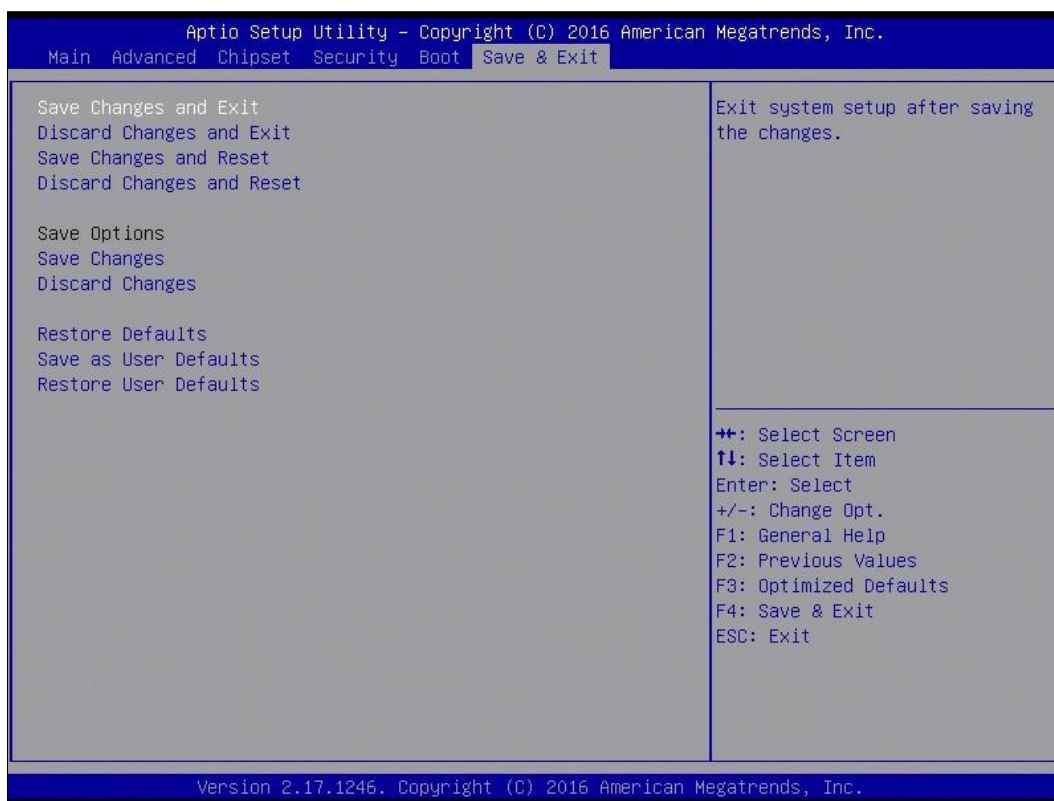 Aptio Setup Utility – Copyright (C) 2016 American Megatrends, Inc.
Main Advanced Chipset Security Boot Save & Exit
Save Changes and Exit
Discard Changes and Exit
Save Changes and Reset
Discard Changes and Reset
Save Options
Save Changes
Discard Changes
Restore Defaults
Save as User Defaults
Restore User Defaults
Exit system setup after saving
the changes.
→←: Select Screen
↑↓: Select Item
Enter: Select
+/-: Change Opt.
F1: General Help
F2: Previous Values
F3: Optimized Defaults
F4: Save & Exit
ESC: Exit
Version 2.17.1246. Copyright (C) 2016 American Megatrends, Inc.